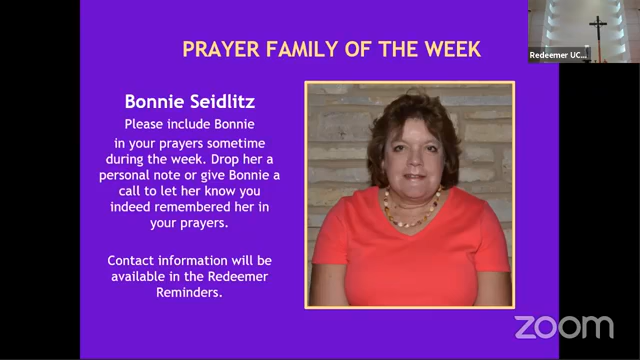 PRAYER FAMILY OF THE WEEK
Redeemer UC...
Bonnie Seidlitz
Please include Bonnie
in your prayers sometime
during the week. Drop her a
personal note or give Bonnie a
call to let her know you
indeed remembered her in
your prayers.
Contact information will be
available in the Redeemer
Reminders.
zoom